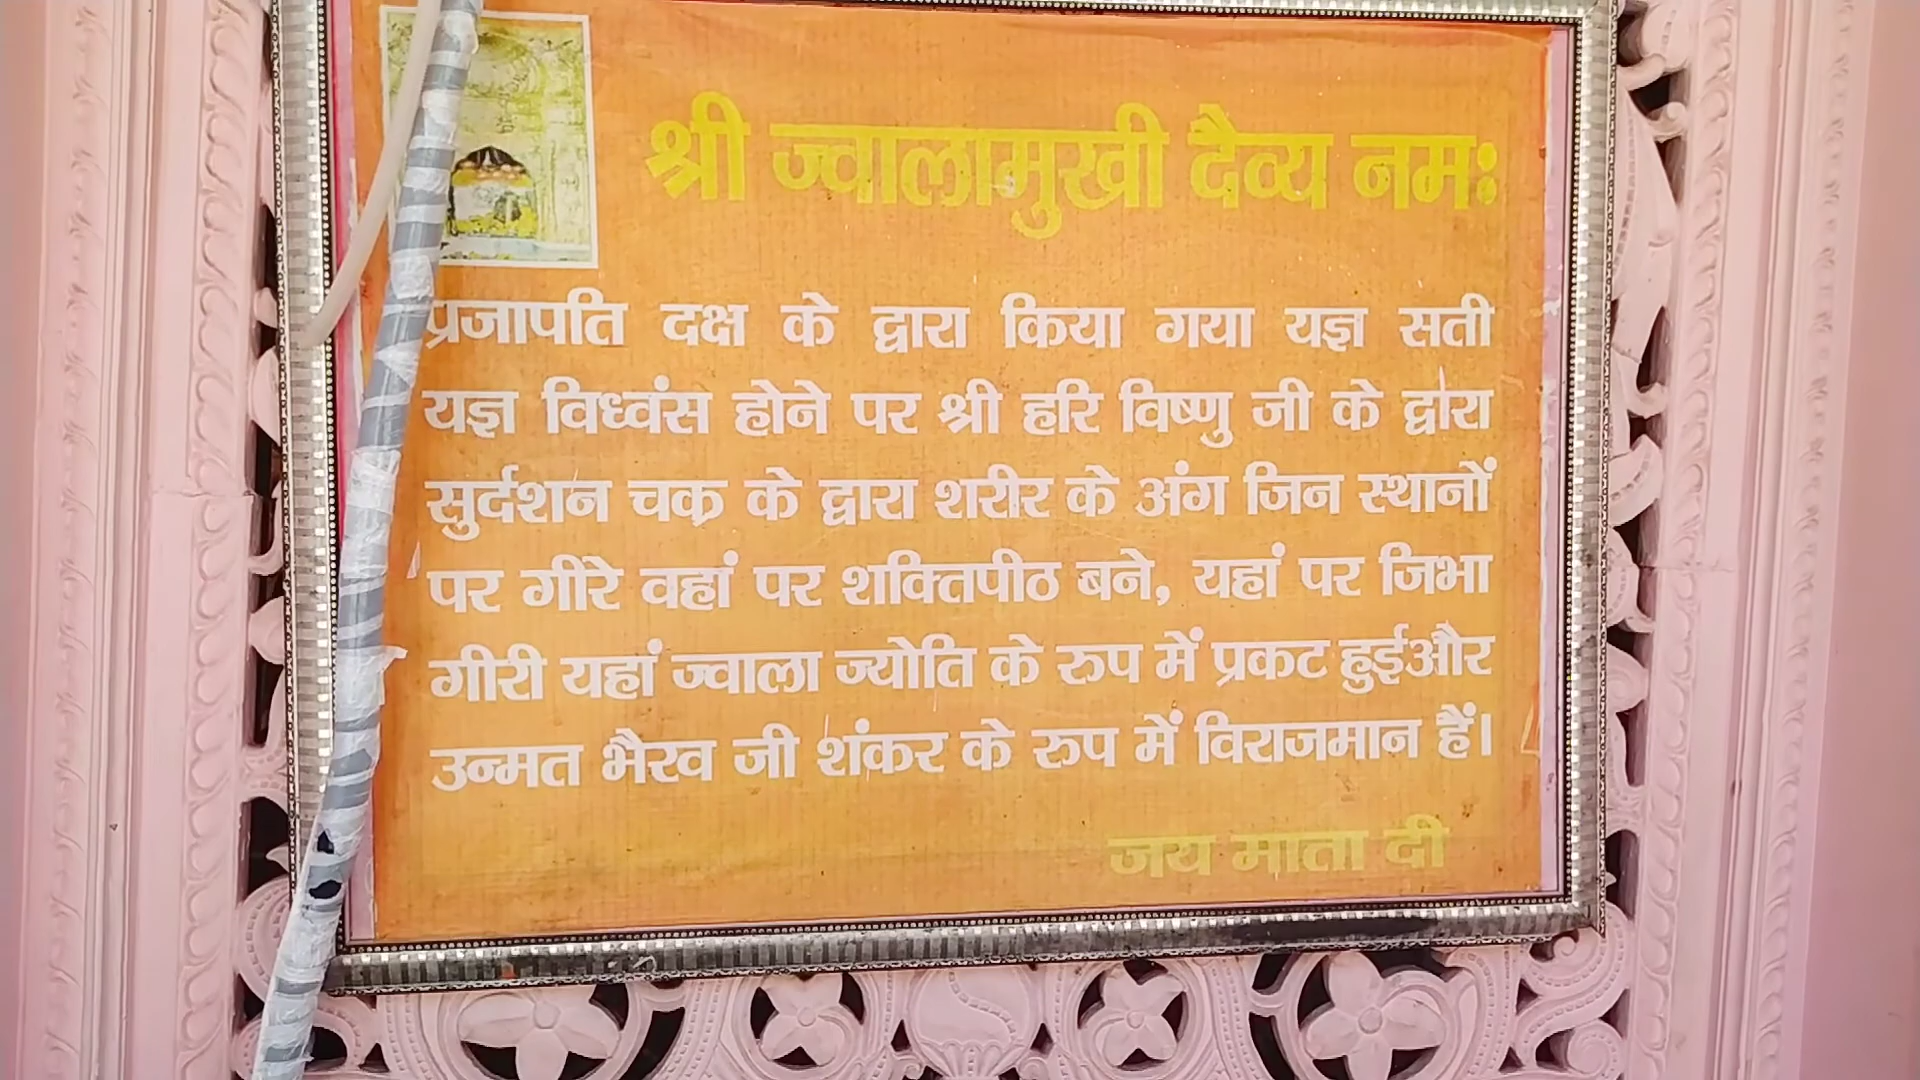 श्री ज्वालामुखी दैव्य नमः
प्रजापति दक्ष के द्वारा किया गया यज्ञ सती
यज्ञ विध्वंस होने पर श्री हरि विष्णु जी के द्वारा
सुर्दशन चक्र के द्वारा शरीर के अंग जिन स्थानों
पर गीरे वहां पर शक्तिपीठ बने, यहां पर जिभा
गीरी यहां ज्वाला ज्योति के रुप में प्रकट हुईऔर
उन्मत भैरव जी शंकर के रुप में विराजमान हैं।
जय माता दी